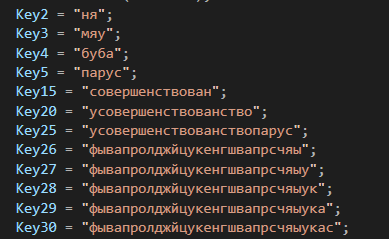 Key2 = "ня";
Key3 = "мяу";
Key4 = "буба";
Key5 = "парус";
Key15 = "совершенствован";
Key20 = "усовершенствованство";
Key25 = "усовершенствованствопарус";
Key26 = "фывапролджйцукенгшвапрсчяы";
Key27 = "фывапролджйцукенгшвапрсчяыу";
Key28 = "фывапролджйцукенгшвапрсчяыук";
Key29 = "фывапролджйцукенгшвапрсчяыука";
Key30 = "фывапролджйцукенгшвапрсчяыукас";